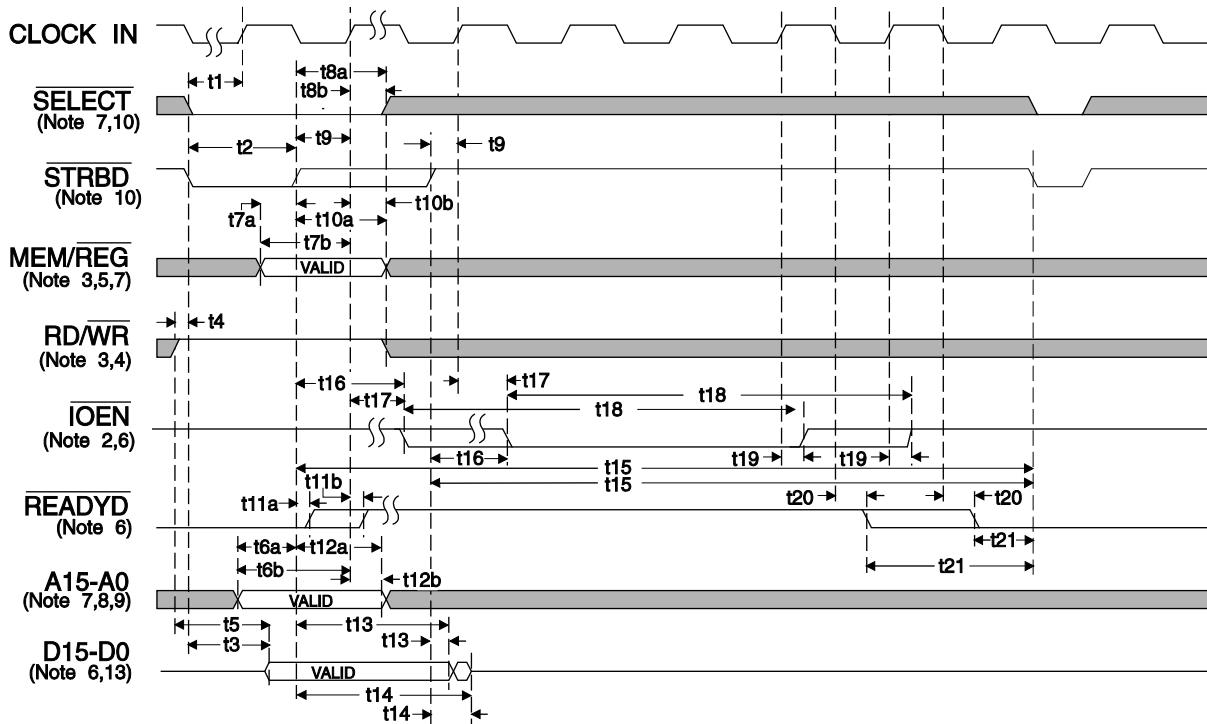 CLOCK IN
t1
t8a
SELECT
(Note 7,10)
t8b
t2
t9
t9
STRBD
(Note 10)
t7a
t10a
t10b
t7b
MEM/REG
(Note 3,5,7)
VALID
t4
RD/WR
(Note 3,4)
t16
t17
t17
t18
t18
IOEN
(Note 2,6)
t16
t19
t19
t15
t15
t11b
t11a
t20
t20
READYD
(Note 6)
t21
t6a
t12a
t6b
t21
t12b
A15-A0
(Note 7,8,9)
VALID
t5
t13
t13
t3
D15-D0
(Note 6,13)
VALID
t14
t14